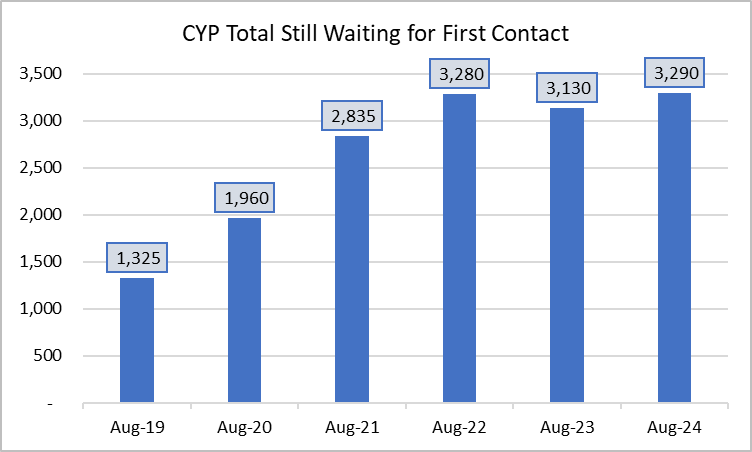 CYP Total Still Waiting for First Contact
3,500
3,000
2,500
2,000
1,500
1,000
500
-
1,325
1,960
2,835
3,280
3,130
3,290
Aug-19
Aug-20
Aug-21
Aug-22
Aug-23
Aug-24